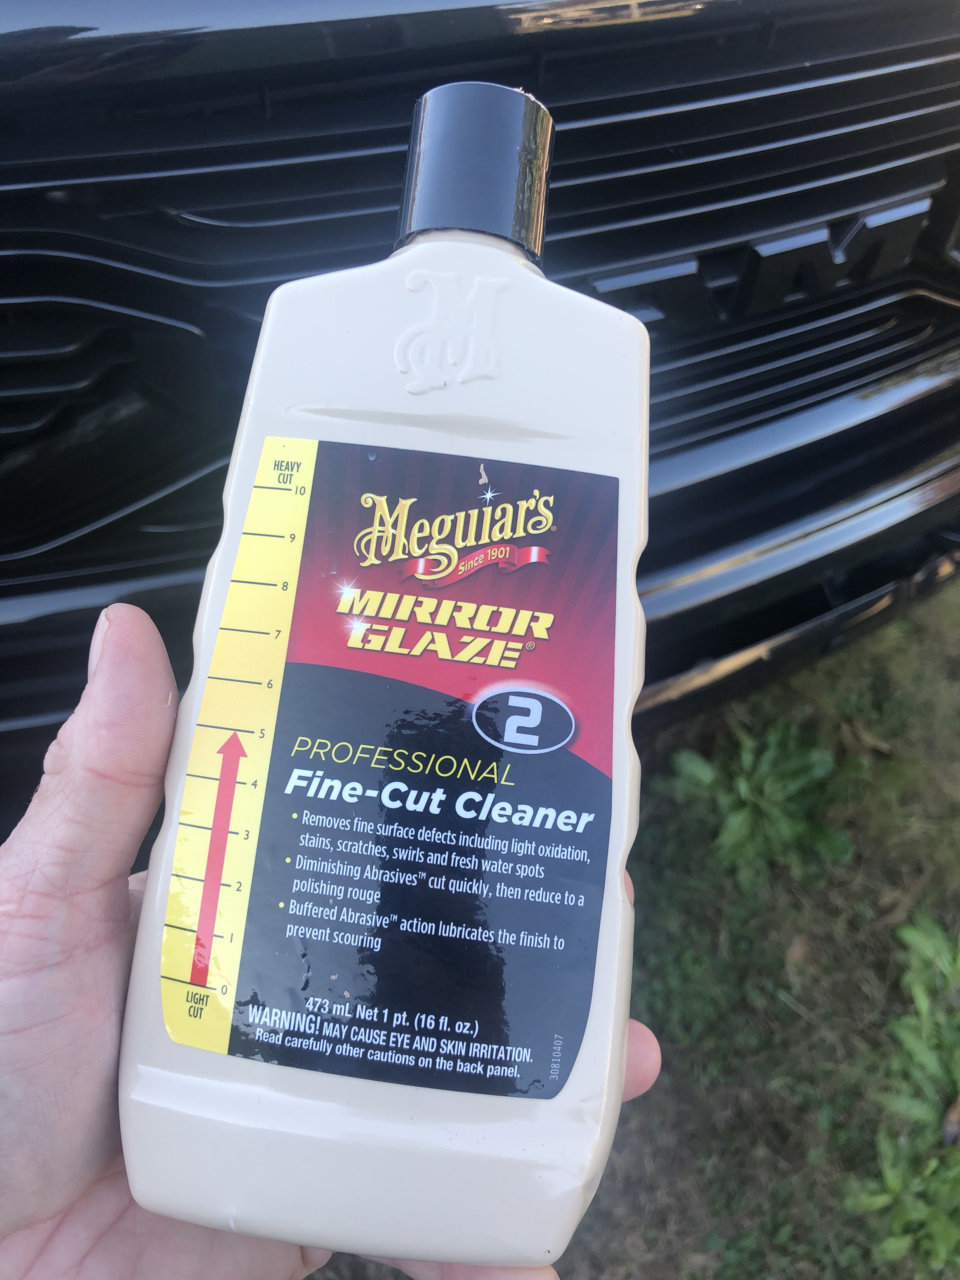 M
HEAVY
CUT
10
9
8
7
6
5
4
3
2
1
0
LIGHT
CUT
Meguiar's
Since 1901
MIRROR
GLAZE®
2
PROFESSIONAL
Fine-Cut Cleaner
• Removes fine surface defects including light oxidation,
stains, scratches, swirls and fresh water spots
• Diminishing Abrasives™ cut quickly, then reduce to a
polishing rouge
• Buffered Abrasive™ action lubricates the finish to
prevent scouring
473 mL Net 1 pt. (16 fl. oz.)
WARNING! MAY CAUSE EYE AND SKIN IRRITATION.
Read carefully other cautions on the back panel.
30810407